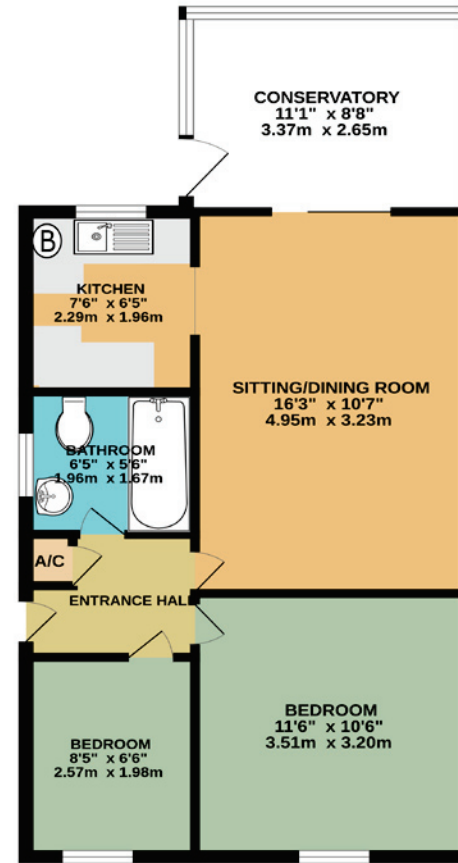 CONSERVATORY
11'1" x 8'8"
3.37m x 2.65m
B
KITCHEN
7'6" x 6'5"
2.29m x 1.96m
SITTING/DINING ROOM
16'3" x 10'7"
4.95m x 3.23m
BATHROOM
6'5" x 5'6"
1.96m x 1.67m
A/C
ENTRANCE HALL
BEDROOM
11'6" x 10'6"
3.51m x 3.20m
BEDROOM
8'5" x 6'6"
2.57m x 1.98m